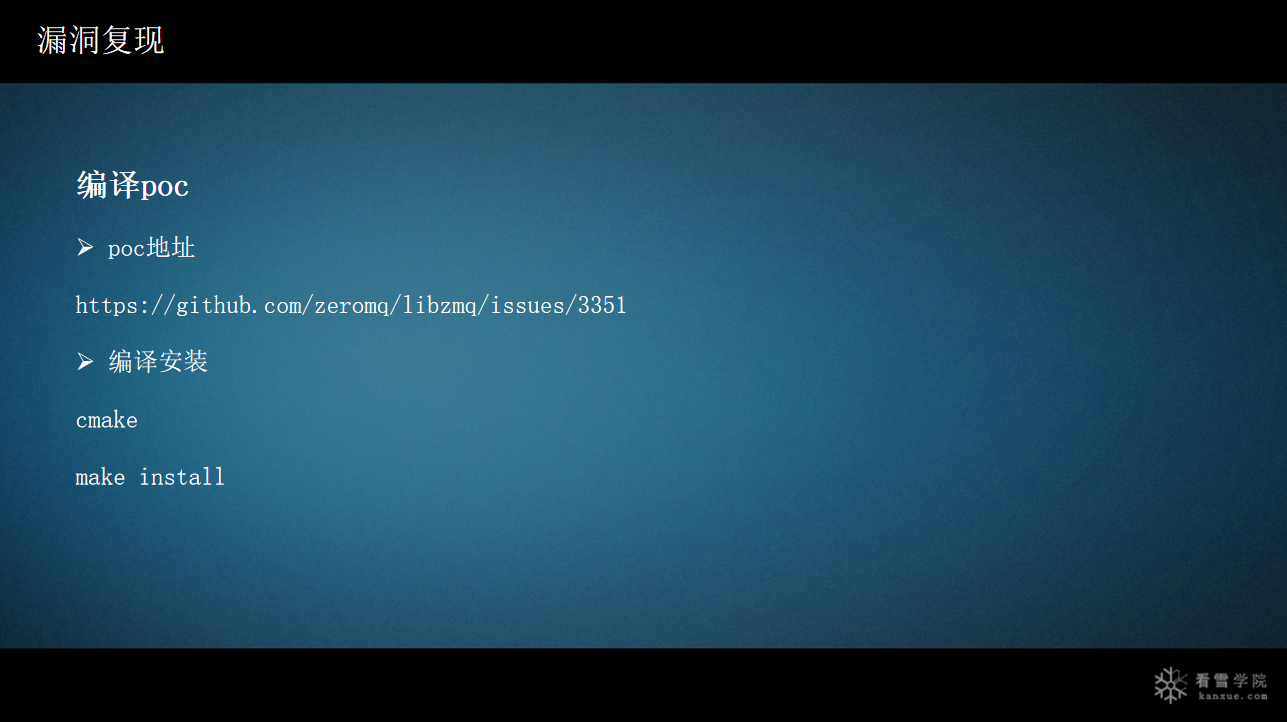 漏洞复现
编译poc
➢ poc地址
https://github.com/zeromq/libzmq/issues/3351
➢ 编译安装
cmake
make install
看雪学院
kanxue.com